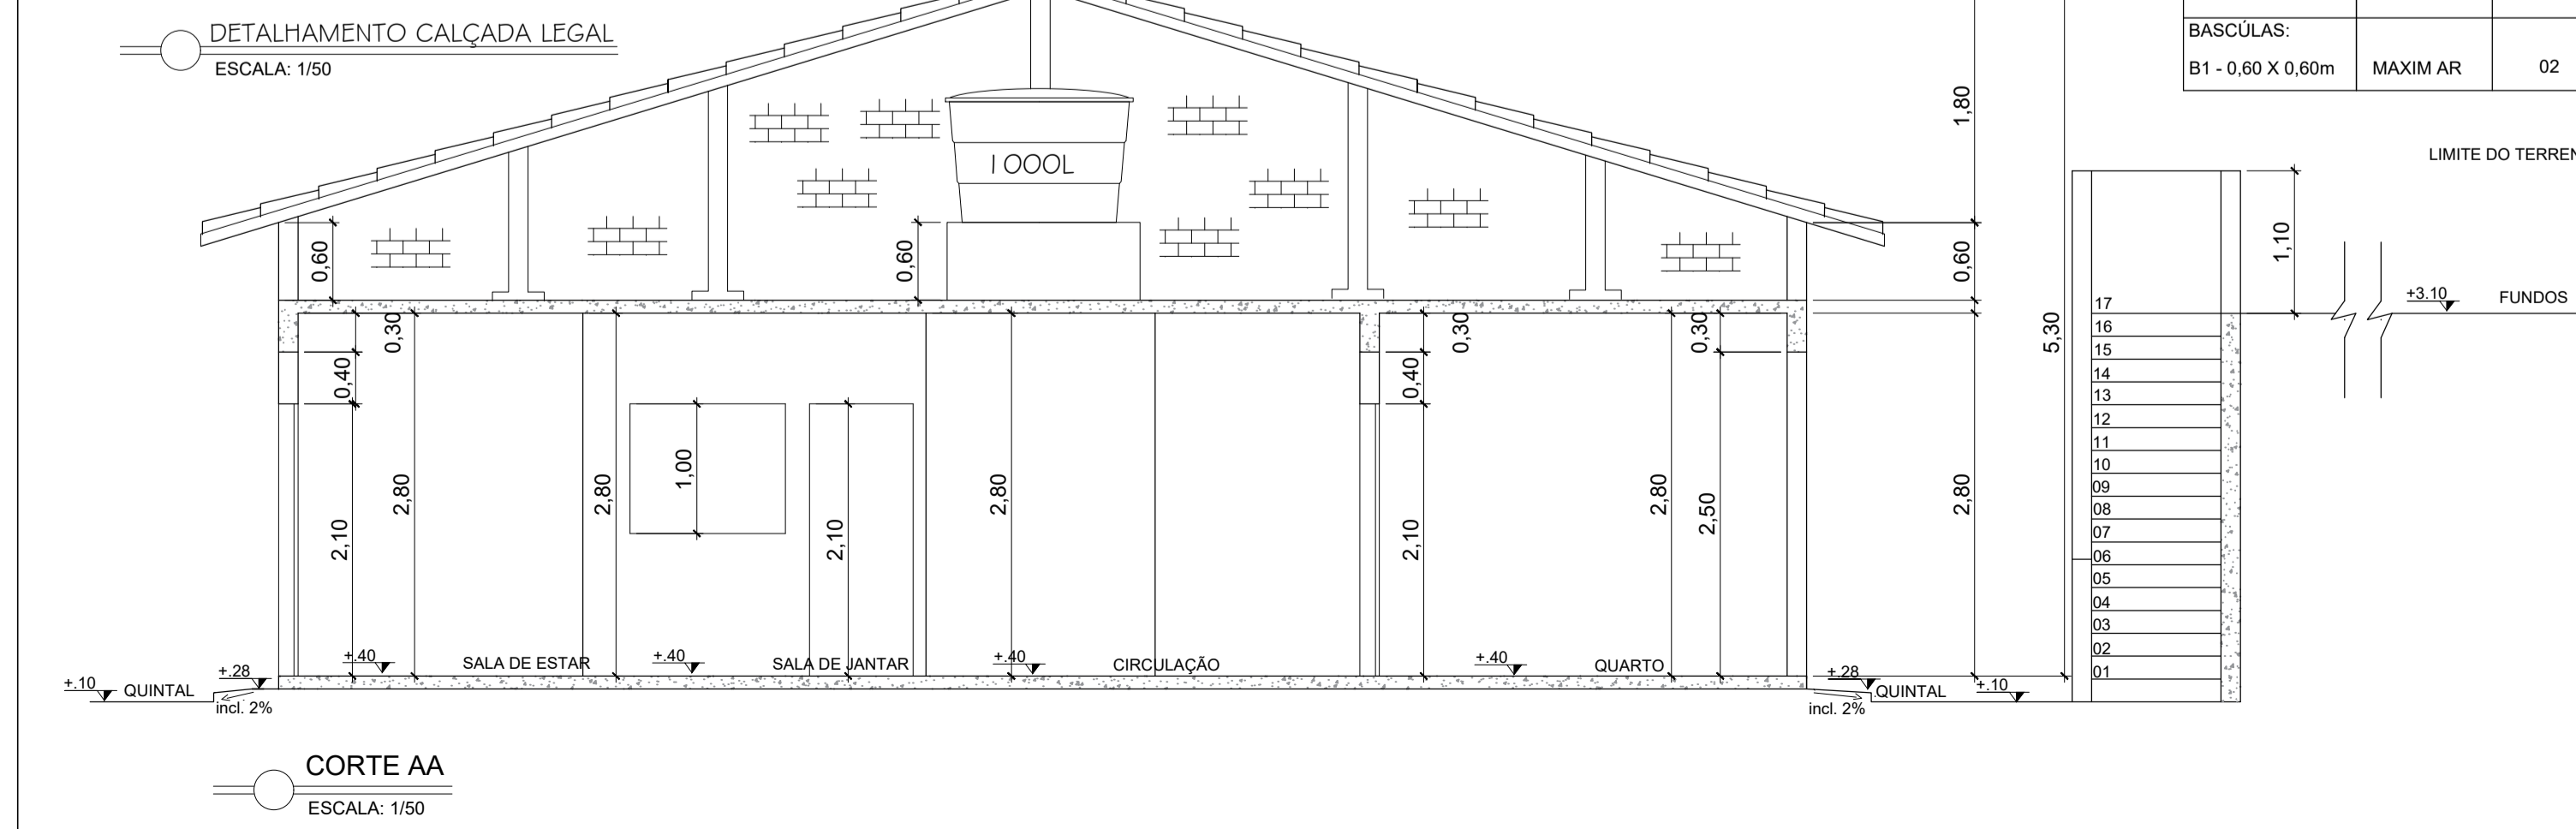 DETALHAMENTO CALÇADA LEGAL
ESCALA: 1/50
BASCÚLAS:
B1 - 0,60 X 0,60m MAXIM AR 02
1,80
LIMITE DO TERREN
1000L
0,60
0,60
0,60
1,10
+3.10 FUNDOS
5,30
0,30
0,40
2,80
2,10
2,80
1,00
2,10
2,80
0,30
0,40
2,10
0,30
2,80
2,50
2,80
17
16
15
14
13
12
11
10
09
08
07
06
05
04
03
02
01
+.40 SALA DE ESTAR
+.40 SALA DE JANTAR
+.40 CIRCULAÇÃO
+.40 QUARTO
+.10 QUINTAL
+.28
incl. 2%
+.28
QUINTAL +.10
incl. 2%
CORTE AA
ESCALA: 1/50